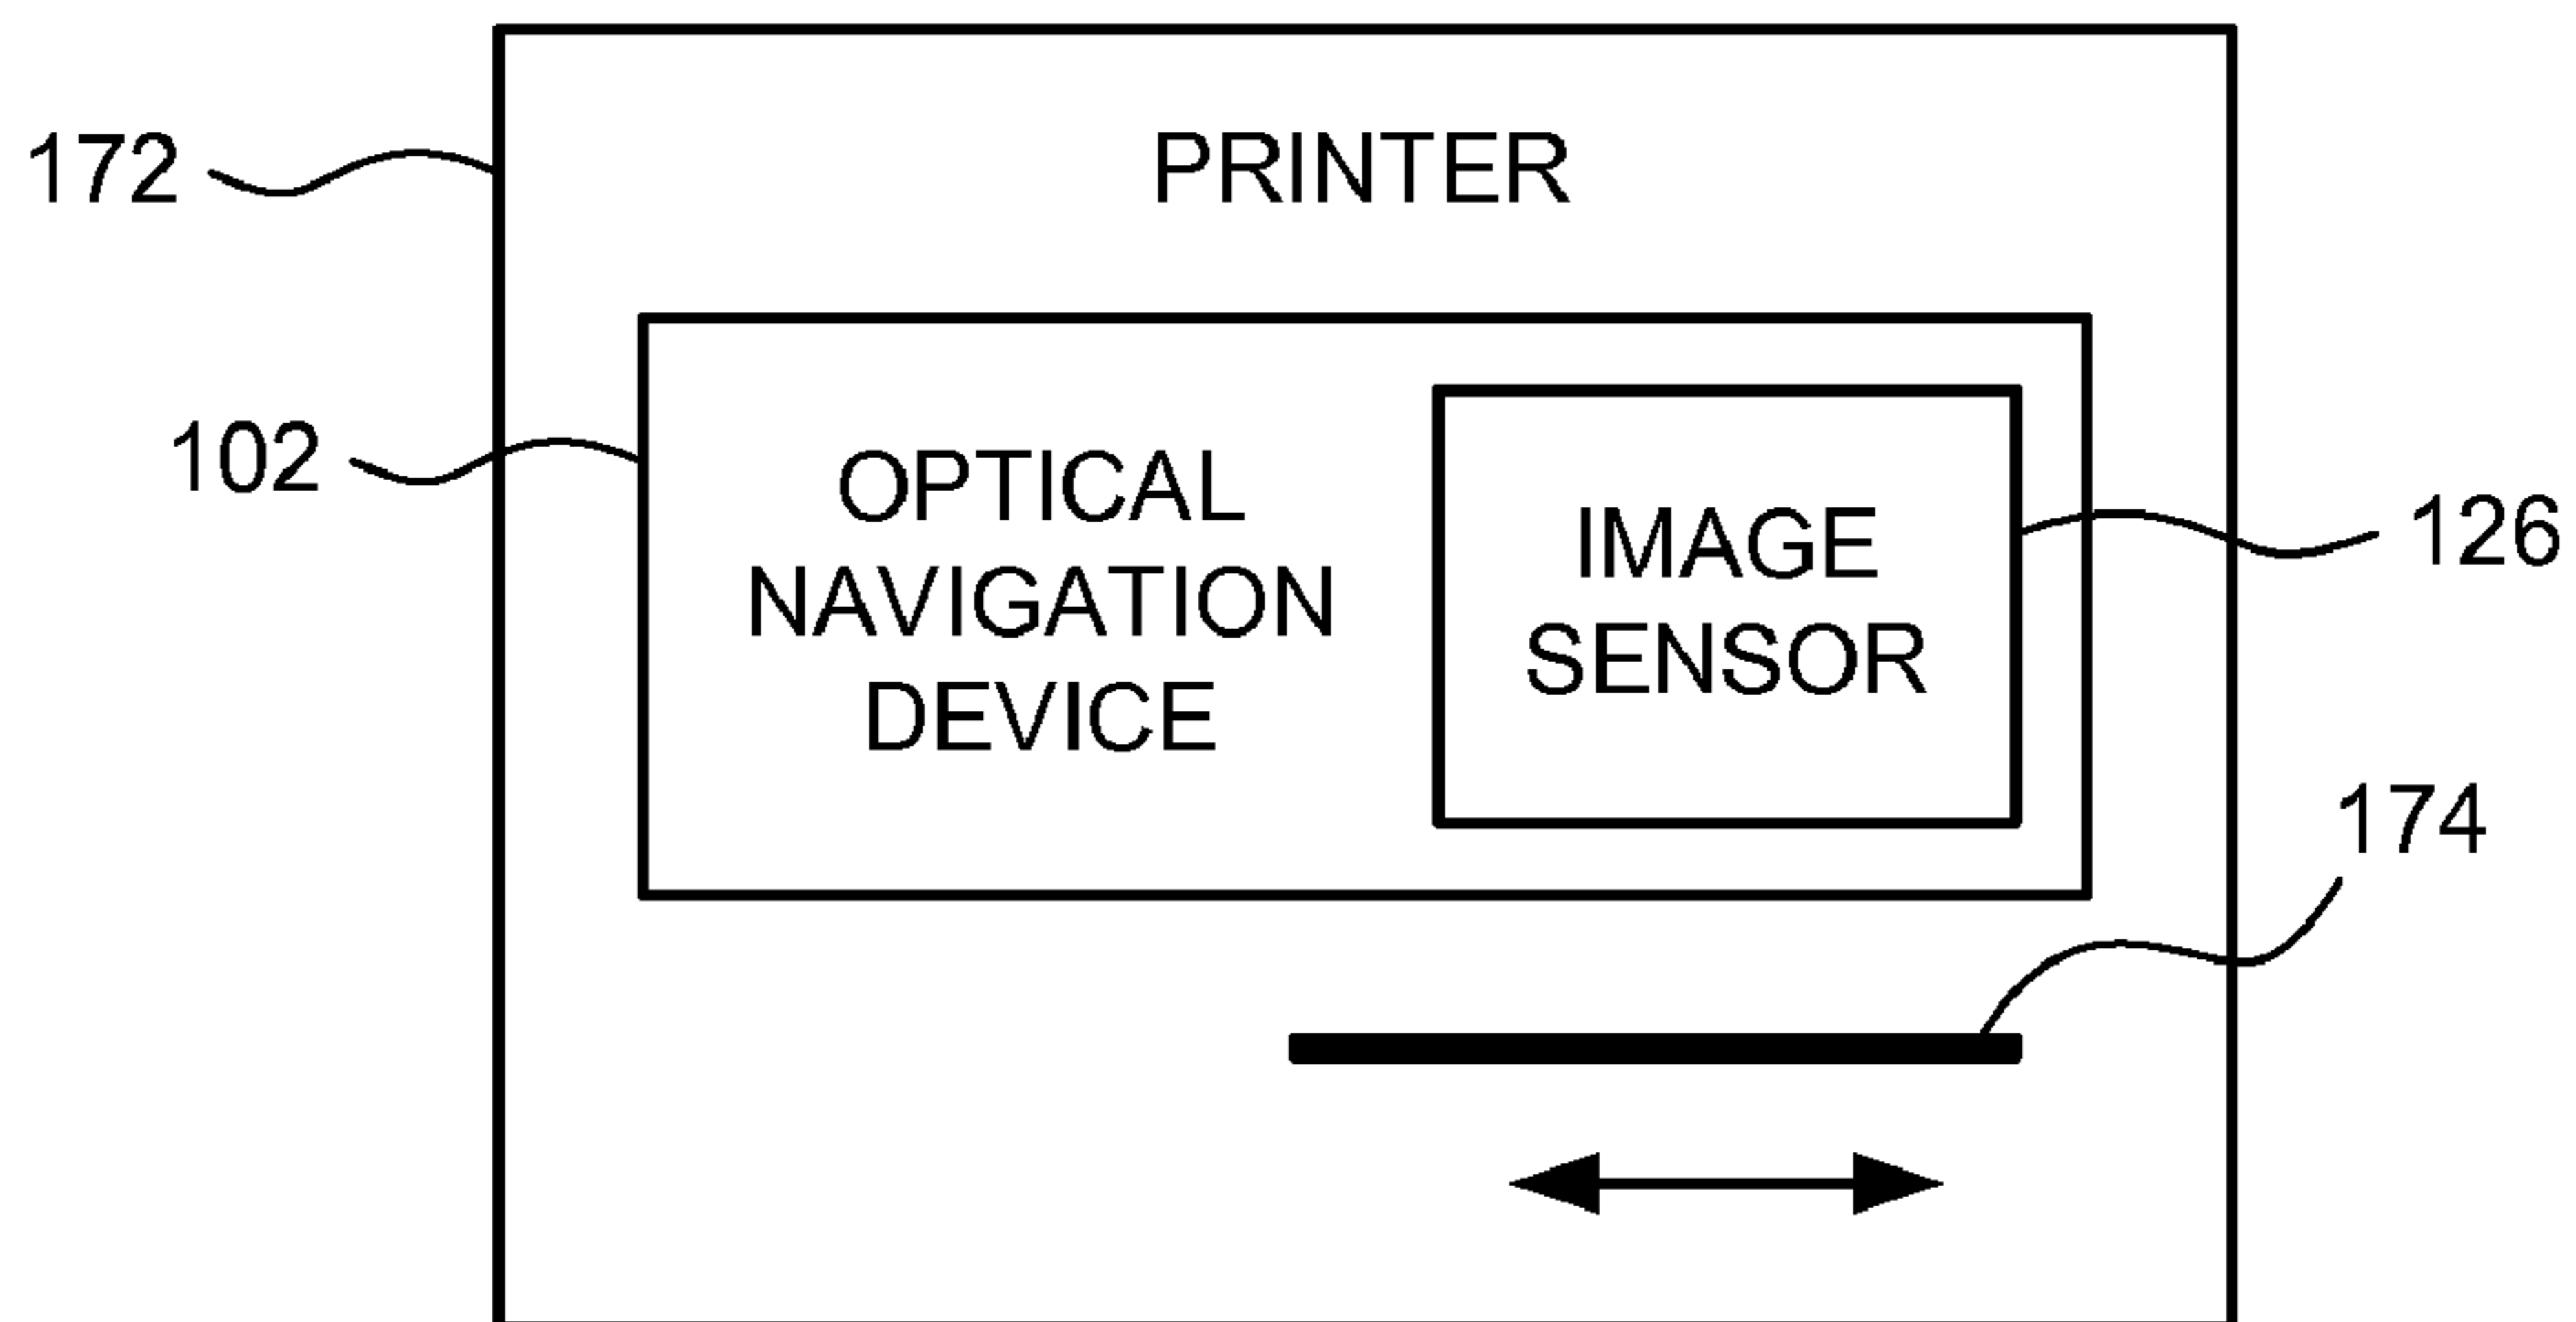 PRINTER
172
102
OPTICAL
NAVIGATION
DEVICE
IMAGE
SENSOR
126
174